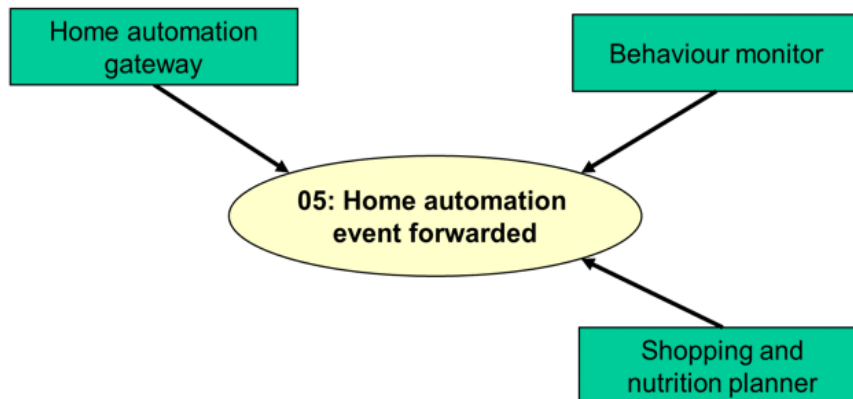 Home automation
gateway
Behaviour monitor
05: Home automation
event forwarded
Shopping and
nutrition planner